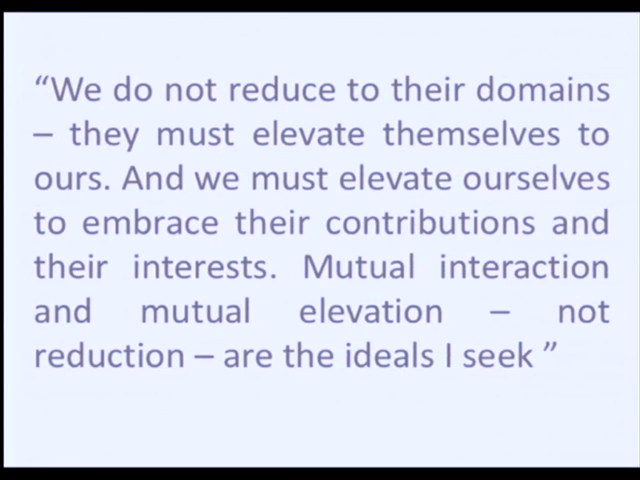 “We do not reduce to their domains
– they must elevate themselves to
ours. And we must elevate ourselves
to embrace their contributions and
their interests. Mutual interaction
and mutual elevation – not
reduction – are the ideals I seek ”